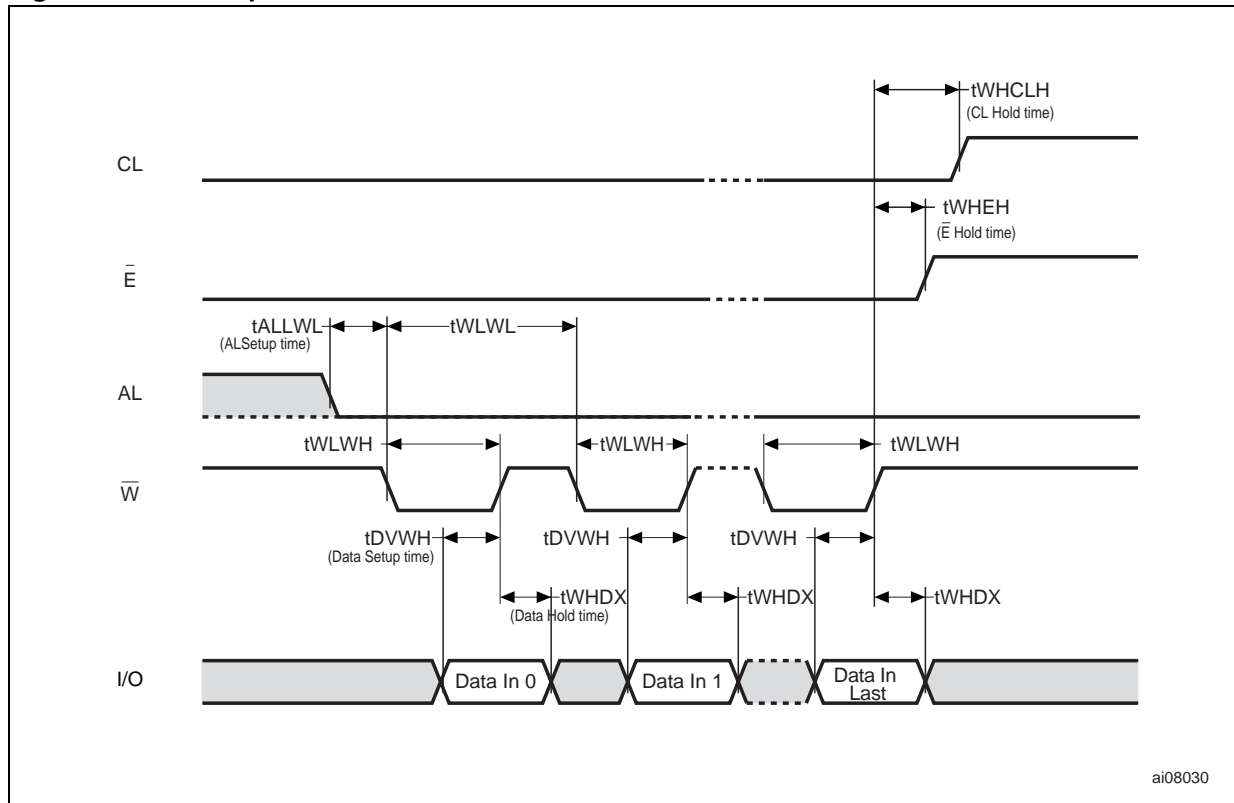 tWHCLH
(CL Hold time)
CL
tWHEH
(E̅ Hold time)
E̅
tALLWL
(ALSetup time)
tWLWL
AL
tWLWH
tWLWH
tWLWH
W̅
tDVWH
(Data Setup time)
tDVWH
tDVWH
tWHDX
(Data Hold time)
tWHDX
tWHDX
I/O
Data In 0
Data In 1
Data In
Last
ai08030